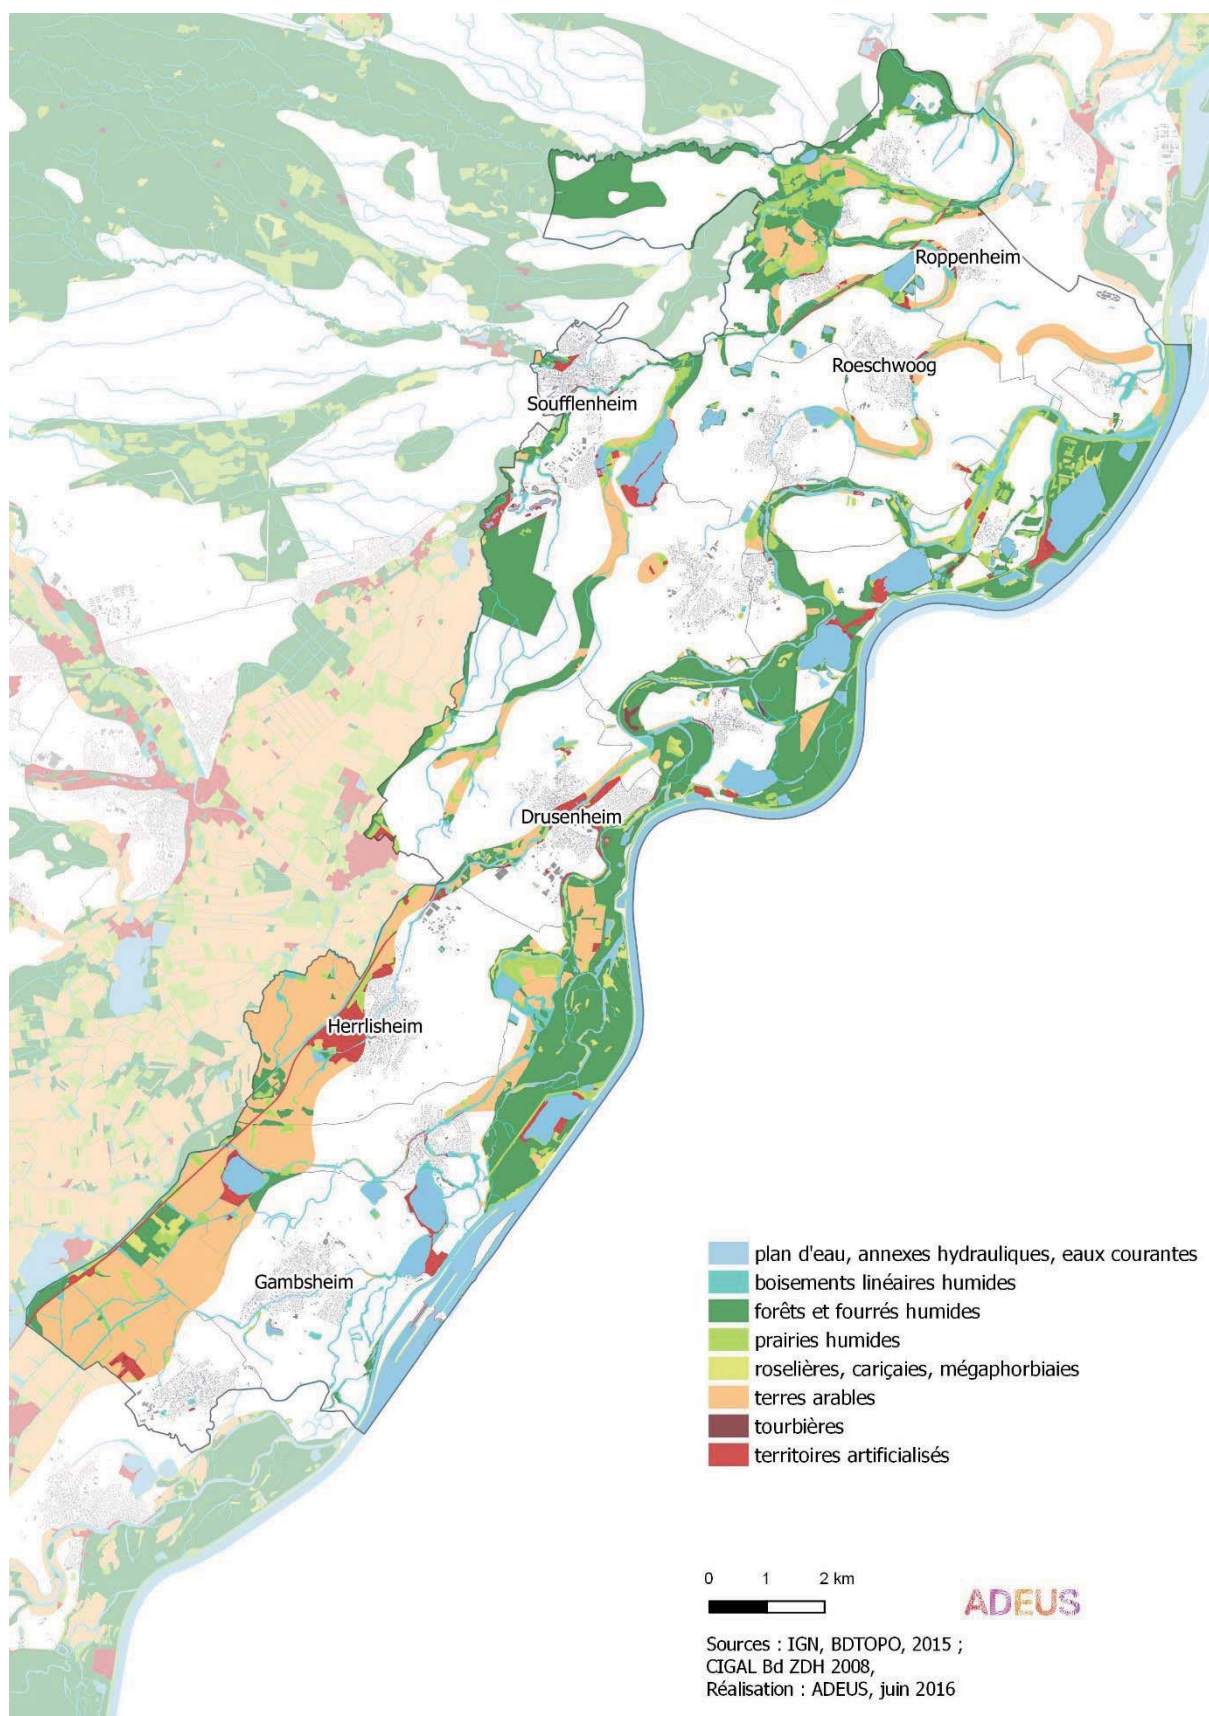 Roppenheim
Roeschwoog
Soufflenheim
Drusenheim
Herrlisheim
Gambsheim
plan d'eau, annexes hydrauliques, eaux courantes
boisements linéaires humides
forêts et fourrés humides
prairies humides
roselières, cariçaies, mégaphorbiaies
terres arables
tourbières
territoires artificialisés
0 1 2 km
ADEUS
Sources : IGN, BDTOPO, 2015 ;
CIGAL Bd ZDH 2008,
Réalisation : ADEUS, juin 2016